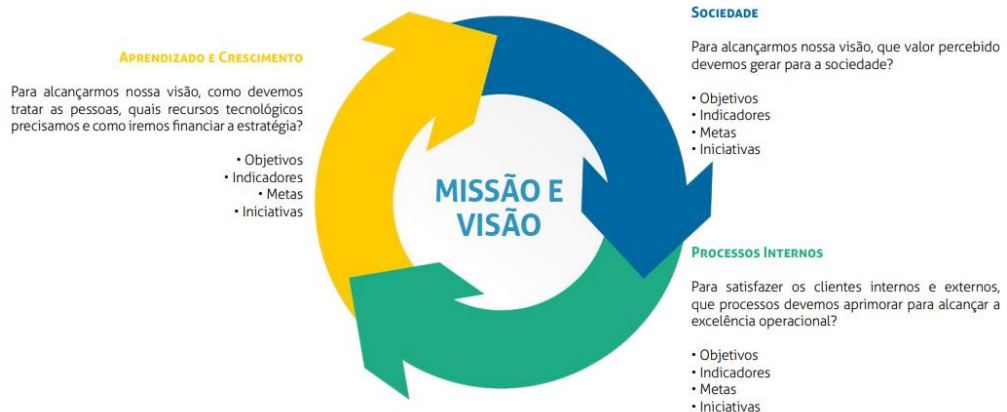 APRENDIZADO E CRESCIMENTO
Para alcançarmos nossa visão, como devemos
tratar as pessoas, quais recursos tecnológicos
precisamos e como iremos financiar a estratégia?
• Objetivos
• Indicadores
• Metas
• Iniciativas
MISSÃO E
VISÃO
SOCIEDADE
Para alcançarmos nossa visão, que valor percebido
devemos gerar para a sociedade?
• Objetivos
• Indicadores
• Metas
• Iniciativas
PROCESSOS INTERNOS
Para satisfazer os clientes internos e externos,
que processos devemos aprimorar para alcançar a
excelência operacional?
• Objetivos
• Indicadores
• Metas
• Iniciativas